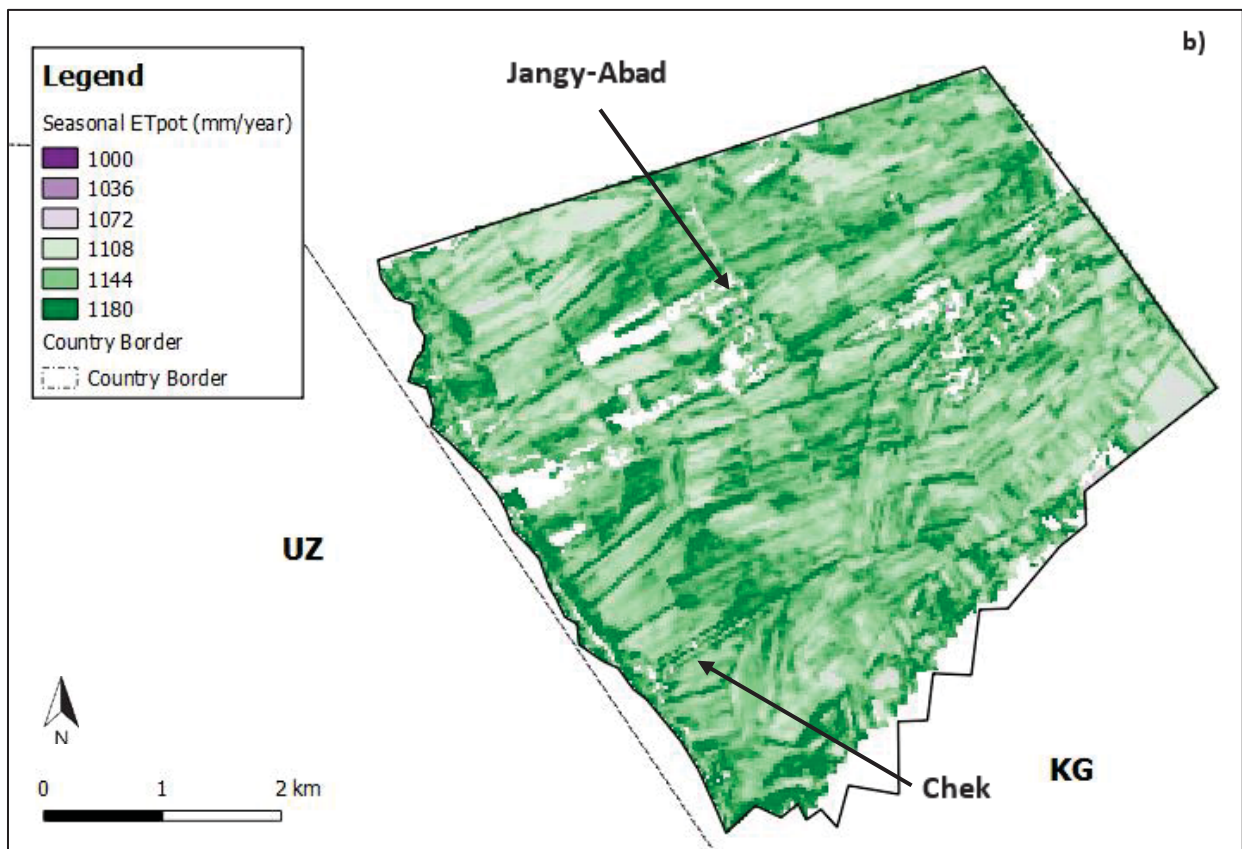 b)
Jangy-Abad
Legend
Seasonal ETpot (mm/year)
1000
1036
1072
1108
1144
1180
Country Border
Country Border
UZ
N
0 1 2 km
KG
Chek